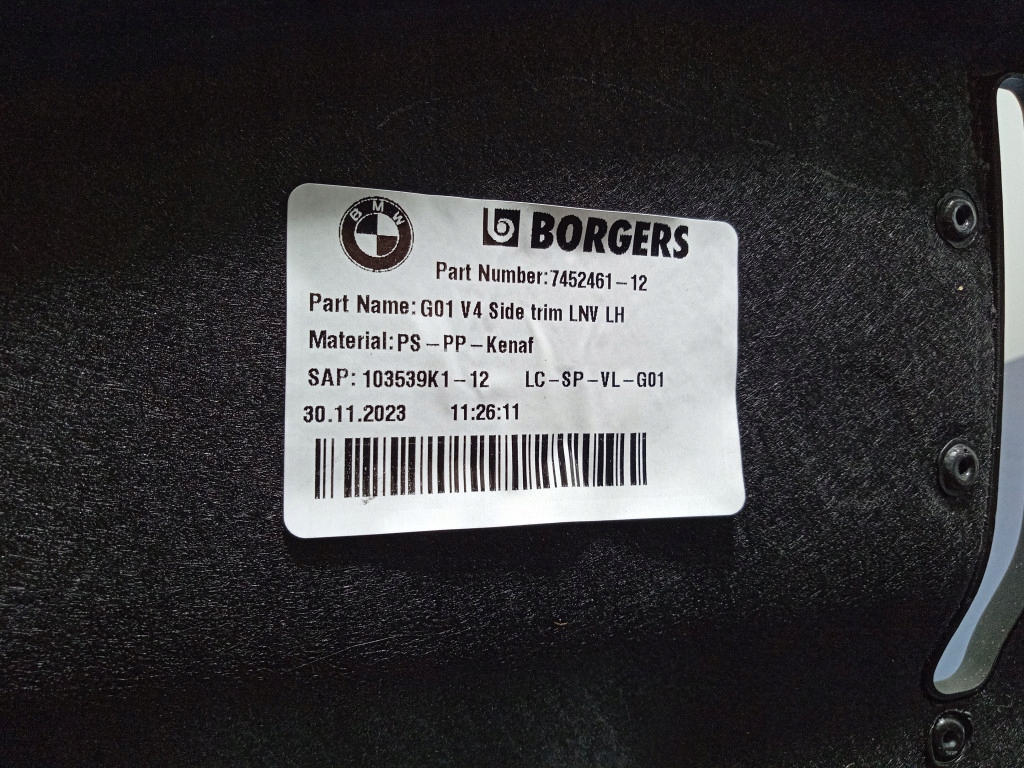 BMW
BORGERS
Part Number:7452461-12
Part Name: G01 V4 Side trim LNV LH
Material: PS-PP-Kenaf
SAP: 103539K1-12 LC-SP-VL-G01
30.11.2023 11:26:11